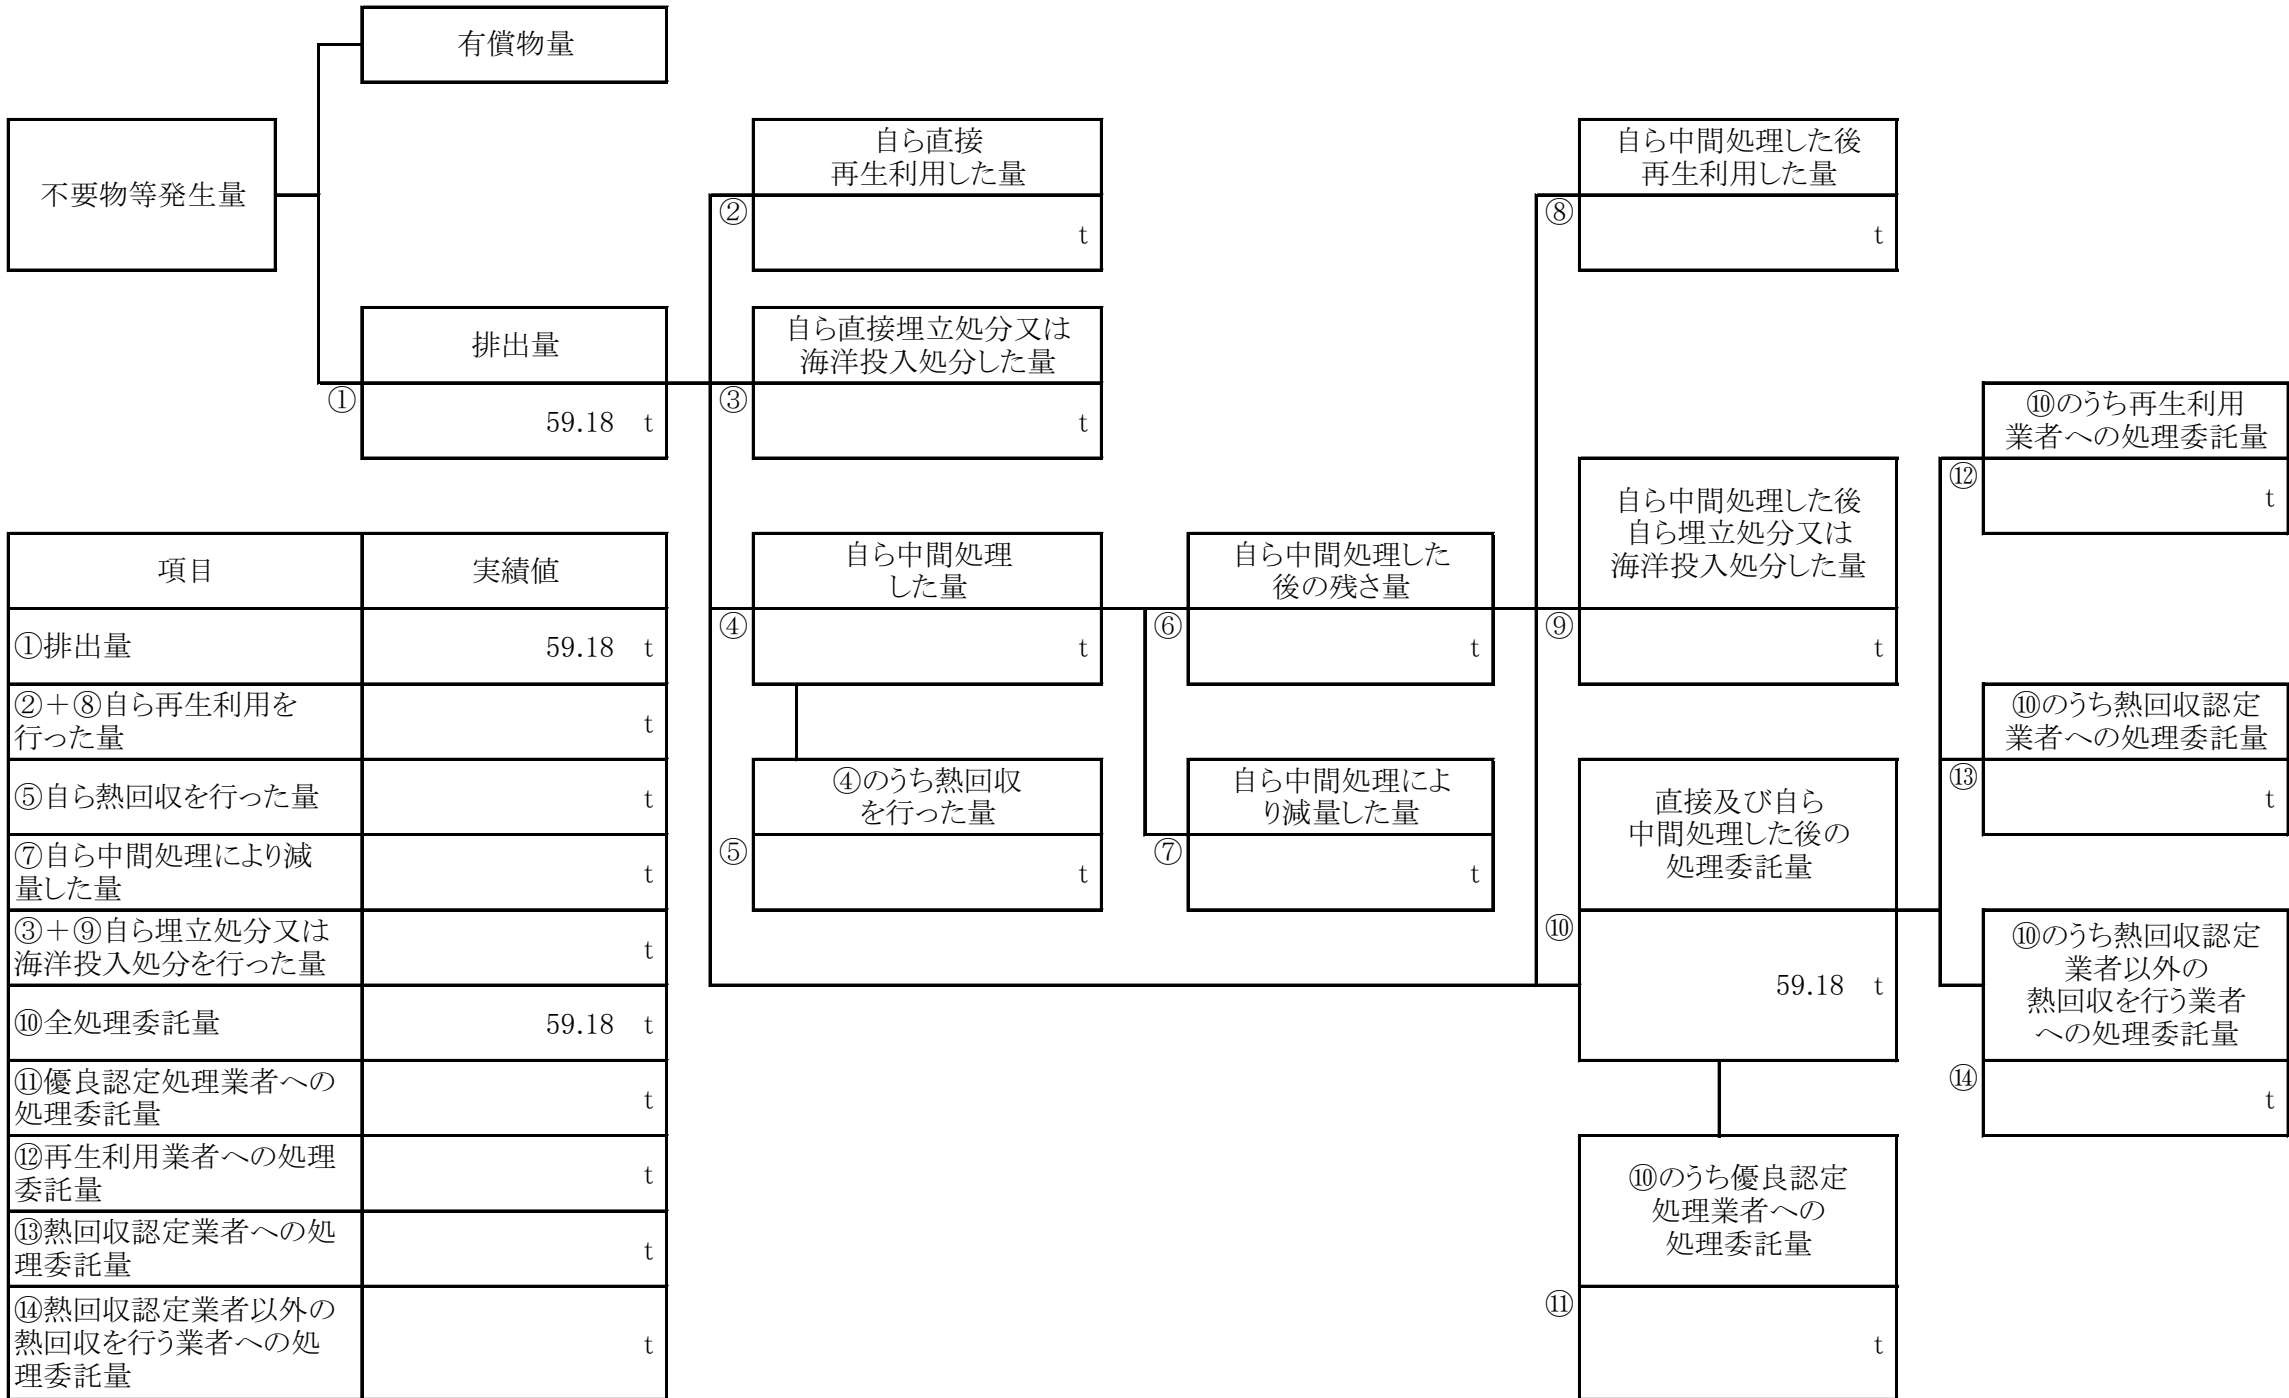 有償物量
不要物等発生量
排出量
①
59.18 t
自ら直接
再生利用した量
②
t
自ら直接埋立処分又は
海洋投入処分した量
③
t
自ら中間処理
した量
④
t
④のうち熱回収
を行った量
⑤
t
自ら中間処理した
後の残さ量
⑥
t
自ら中間処理によ
り減量した量
⑦
t
自ら中間処理した後
再生利用した量
⑧
t
自ら中間処理した後
自ら埋立処分又は
海洋投入処分した量
⑨
t
直接及び自ら
中間処理した後の
処理委託量
⑩
59.18 t
⑩のうち優良認定
処理業者への
処理委託量
⑪
t
⑩のうち再生利用
業者への処理委託量
⑫
t
⑩のうち熱回収認定
業者への処理委託量
⑬
t
⑩のうち熱回収認定
業者以外の
熱回収を行う業者
への処理委託量
⑭
t
項目 実績値
①排出量 59.18 t
②＋⑧自ら再生利用を
行った量 t
⑤自ら熱回収を行った量 t
⑦自ら中間処理により減
量した量 t
③＋⑨自ら埋立処分又は
海洋投入処分を行った量 t
⑩全処理委託量 59.18 t
⑪優良認定処理業者への
処理委託量 t
⑫再生利用業者への処理
委託量 t
⑬熱回収認定業者への処
理委託量 t
⑭熱回収認定業者以外の
熱回収を行う業者への処
理委託量 t